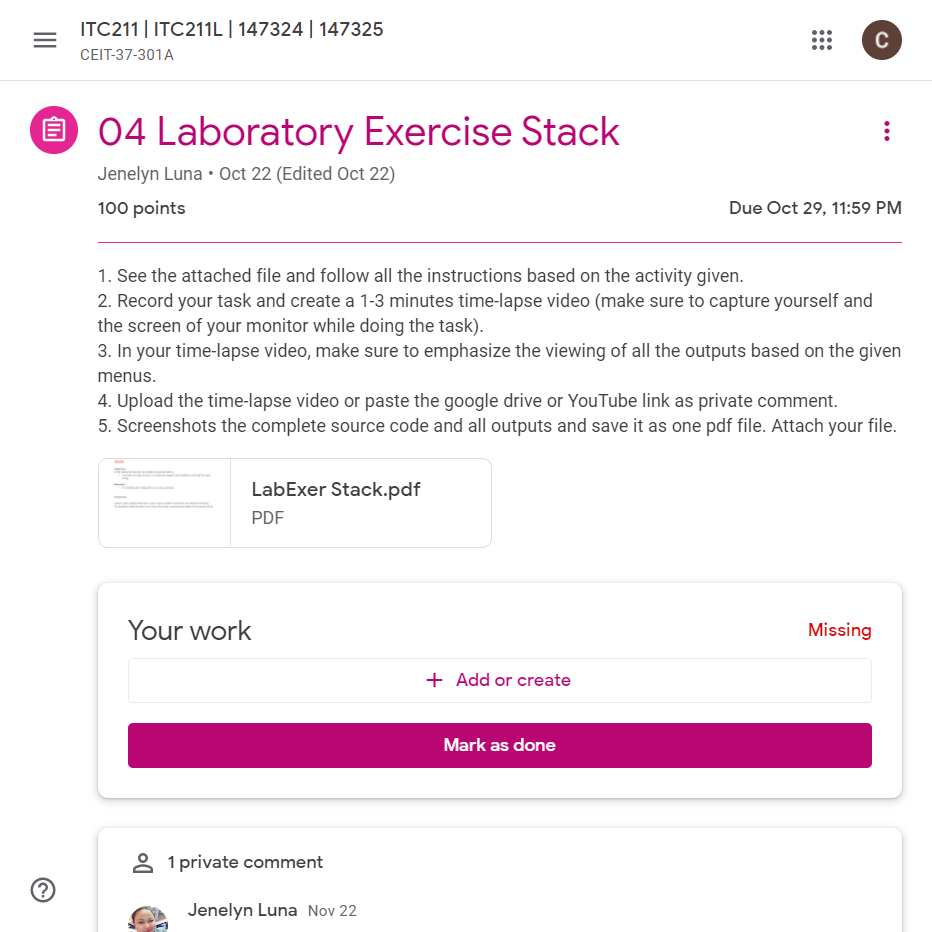 ITC211 | ITC211L | 147324 | 147325
CEIT-37-301A
C
04 Laboratory Exercise Stack
Jenelyn Luna • Oct 22 (Edited Oct 22)
100 points
Due Oct 29, 11:59 PM
1. See the attached file and follow all the instructions based on the activity given.
2. Record your task and create a 1-3 minutes time-lapse video (make sure to capture yourself and
the screen of your monitor while doing the task).
3. In your time-lapse video, make sure to emphasize the viewing of all the outputs based on the given
menus.
4. Upload the time-lapse video or paste the google drive or YouTube link as private comment.
5. Screenshots the complete source code and all outputs and save it as one pdf file. Attach your file.
LabExer Stack.pdf
PDF
Your work
Missing
+ Add or create
Mark as done
1 private comment
Jenelyn Luna Nov 22